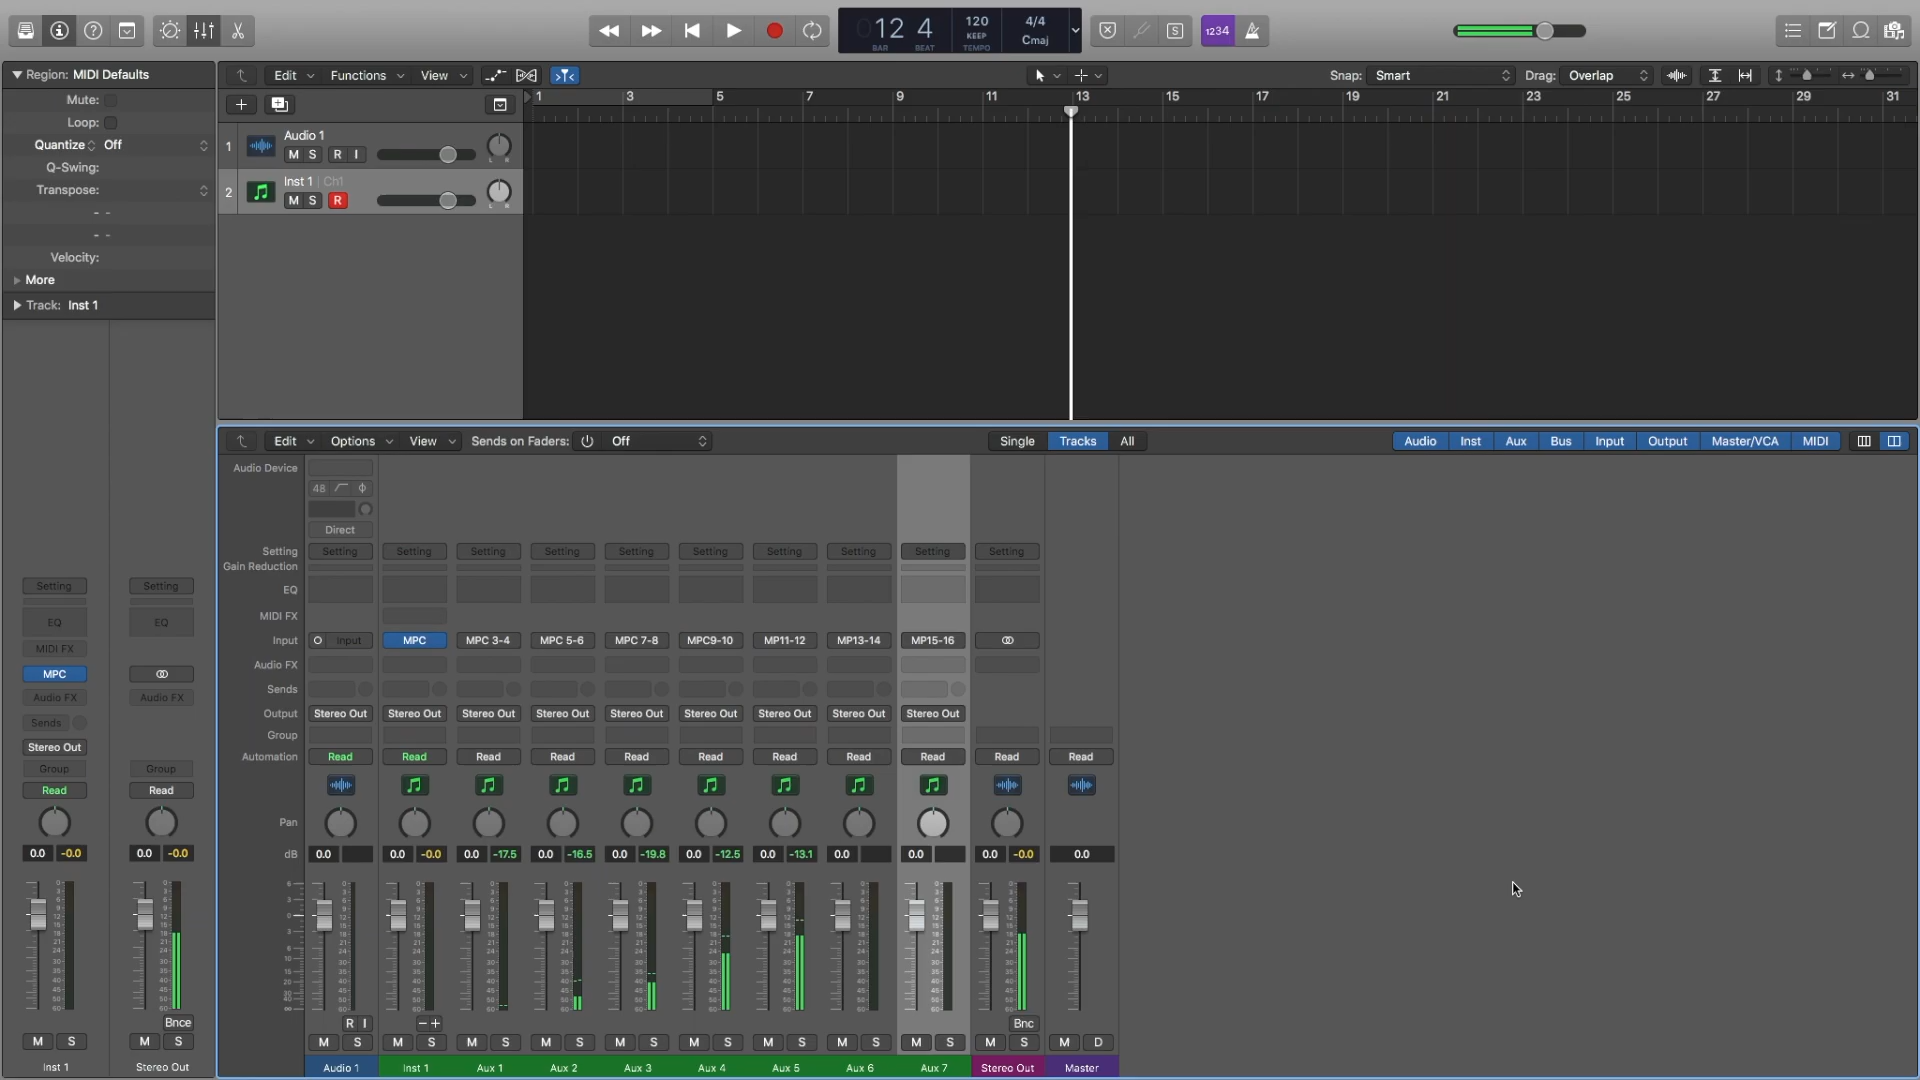 12 4
BAR BEAT
120
KEEP
TEMPO
4/4
Cmaj
S
1234
Region: MIDI Defaults
Mute:
Loop:
Quantize Off
Q-Swing:
Transpose:
- -
- -
Velocity:
More
Track: Inst 1
Edit Functions View
Snap: Smart
Drag: Overlap
1 3 5 7 9 11 13 15 17 19 21 23 25 27 29 31
1 Audio 1
M S R I
L R
2 Inst 1 | Ch1
M S R
L R
Edit Options View Sends on Faders: Off
Single Tracks All
Audio Inst Aux Bus Input Output Master/VCA MIDI
Audio Device
48
Direct
Setting Setting Setting Setting Setting Setting Setting Setting Setting Setting Setting
Gain Reduction
EQ
MIDI FX
Input Input MPC MPC 3-4 MPC 5-6 MPC 7-8 MPC9-10 MP11-12 MP13-14 MP15-16
Audio FX
Sends
Output Stereo Out Stereo Out Stereo Out Stereo Out Stereo Out Stereo Out Stereo Out Stereo Out Stereo Out
Group
Automation Read Read Read Read Read Read Read Read Read Read Read
Pan
dB 0.0 0.0 -0.0 0.0 -17.5 0.0 -16.5 0.0 -19.8 0.0 -12.5 0.0 -13.1 0.0 0.0 0.0 -0.0 0.0
R I
Bnc
M S M S M S M S M S M S M S M S M S M S M D
Audio 1 Inst 1 Aux 1 Aux 2 Aux 3 Aux 4 Aux 5 Aux 6 Aux 7 Stereo Out Master
Setting Setting
EQ EQ
MIDI FX
MPC
Audio FX Audio FX
Sends
Stereo Out
Group Group
Read Read
0.0 -0.0 0.0 -0.0
Bnce
M S M S
Inst 1 Stereo Out